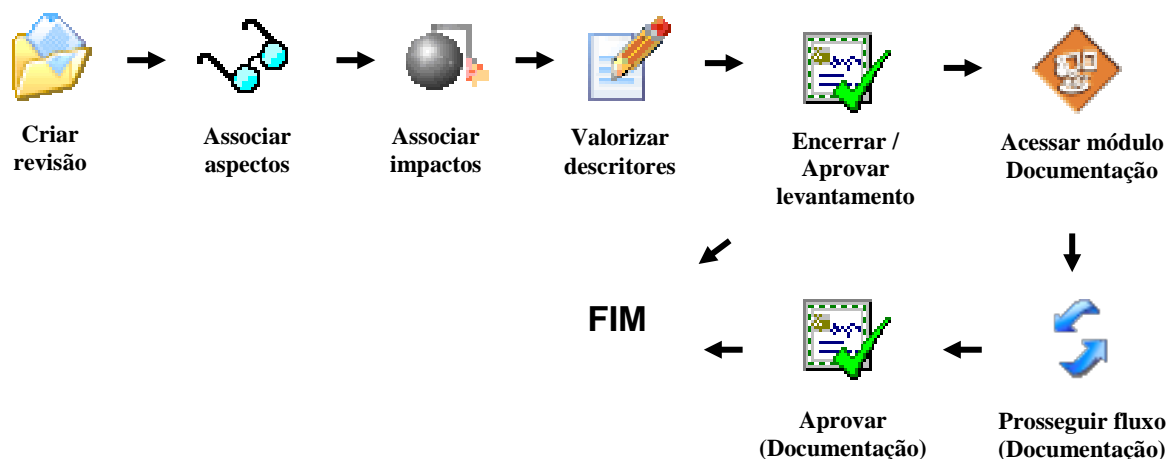 Criar
revisão
Associar
aspectos
Associar
impactos
Valorizar
descritores
Encerrar /
Aprovar
levantamento
Acessar módulo
Documentação
FIM
Aprovar
(Documentação)
Prosseguir fluxo
(Documentação)